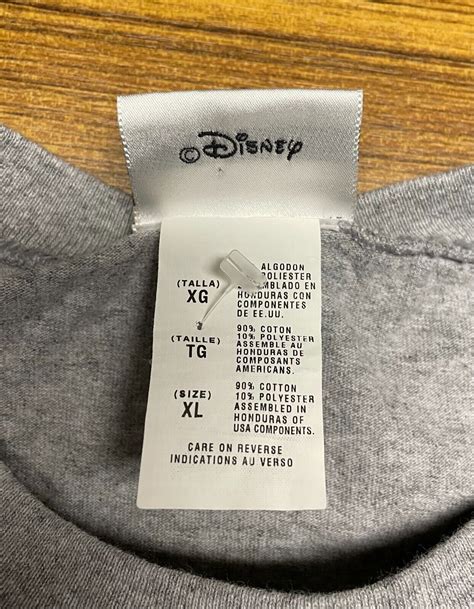 © Disney
(TALLA)
XG
ALGODON
POLIESTER
ENSAMBLADO EN
HONDURAS CON
COMPONENTES
DE EE.UU.
(TAILLE)
TG
90% COTON
10% POLYESTER
ASSEMBLE AU
HONDURAS DE
COMPOSANTS
AMERICANS.
(SIZE)
XL
90% COTTON
10% POLYESTER
ASSEMBLED IN
HONDURAS OF
USA COMPONENTS.
CARE ON REVERSE
INDICATIONS AU VERSO